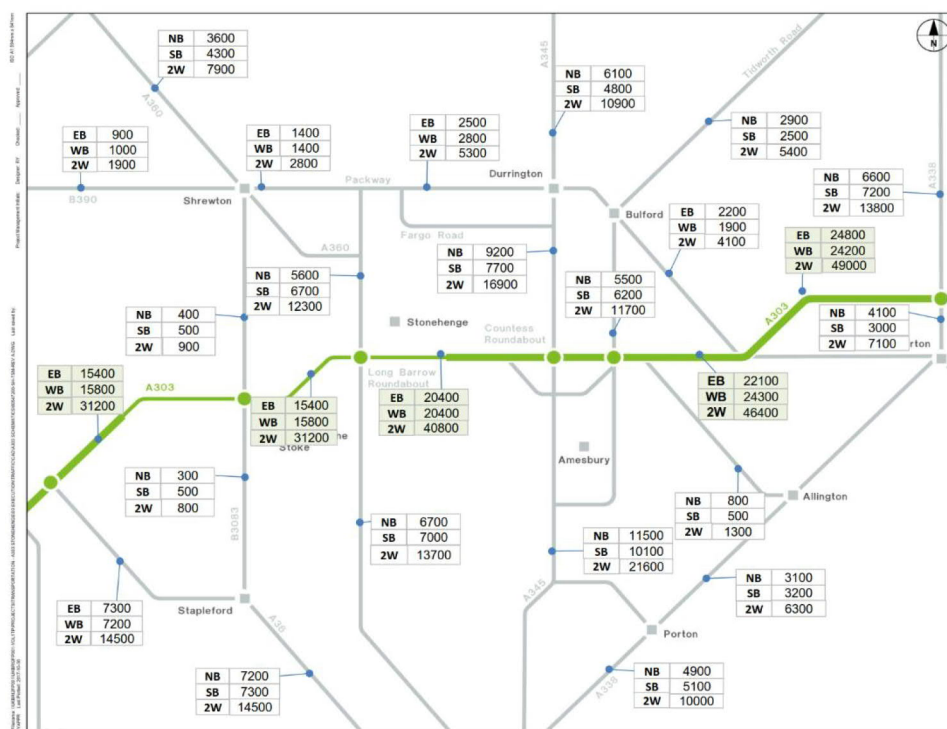 NB 3600
SB 4300
2W 7900
A360
EB 900
WB 1000
2W 1900
B390
EB 1400
WB 1400
2W 2800
Shrewton
Packway
EB 2500
WB 2800
2W 5300
Durrington
A345
NB 6100
SB 4800
2W 10900
Tidworth Road
NB 2900
SB 2500
2W 5400
N
A338
NB 6600
SB 7200
2W 13800
Bulford
EB 2200
WB 1900
2W 4100
Fargo Road
A360
NB 5600
SB 6700
2W 12300
NB 9200
SB 7700
2W 16900
NB 5500
SB 6200
2W 11700
EB 24800
WB 24200
2W 49000
A303
NB 4100
SB 3000
2W 7100
rton
NB 400
SB 500
2W 900
Stonehenge
Countess
Roundabout
Long Barrow
Roundabout
EB 15400
WB 15800
2W 31200
A303
EB 15400
WB 15800
2W 31200
ne
Stoke
EB 20400
WB 20400
2W 40800
EB 22100
WB 24300
2W 46400
Amesbury
NB 300
SB 500
2W 800
B3083
NB 6700
SB 7000
2W 13700
NB 11500
SB 10100
2W 21600
NB 800
SB 500
2W 1300
Allington
EB 7300
WB 7200
2W 14500
Stapleford
A36
NB 7200
SB 7300
2W 14500
A345
NB 3100
SB 3200
2W 6300
Porton
A338
NB 4900
SB 5100
2W 10000